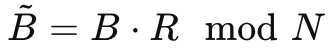 B̃ = B · R mod N